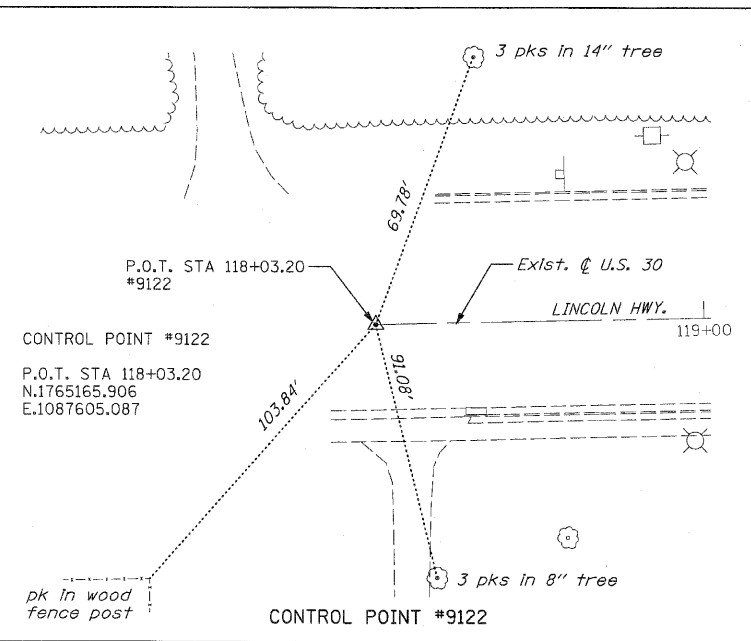 3 pks in 14" tree
69.78'
P.O.T. STA 118+03.20
#9122
Exist. ℄ U.S. 30
LINCOLN HWY.
119+00
CONTROL POINT #9122
P.O.T. STA 118+03.20
N.1765165.906
E.1087605.087
91.08'
103.84'
pk in wood
fence post
3 pks in 8" tree
CONTROL POINT #9122